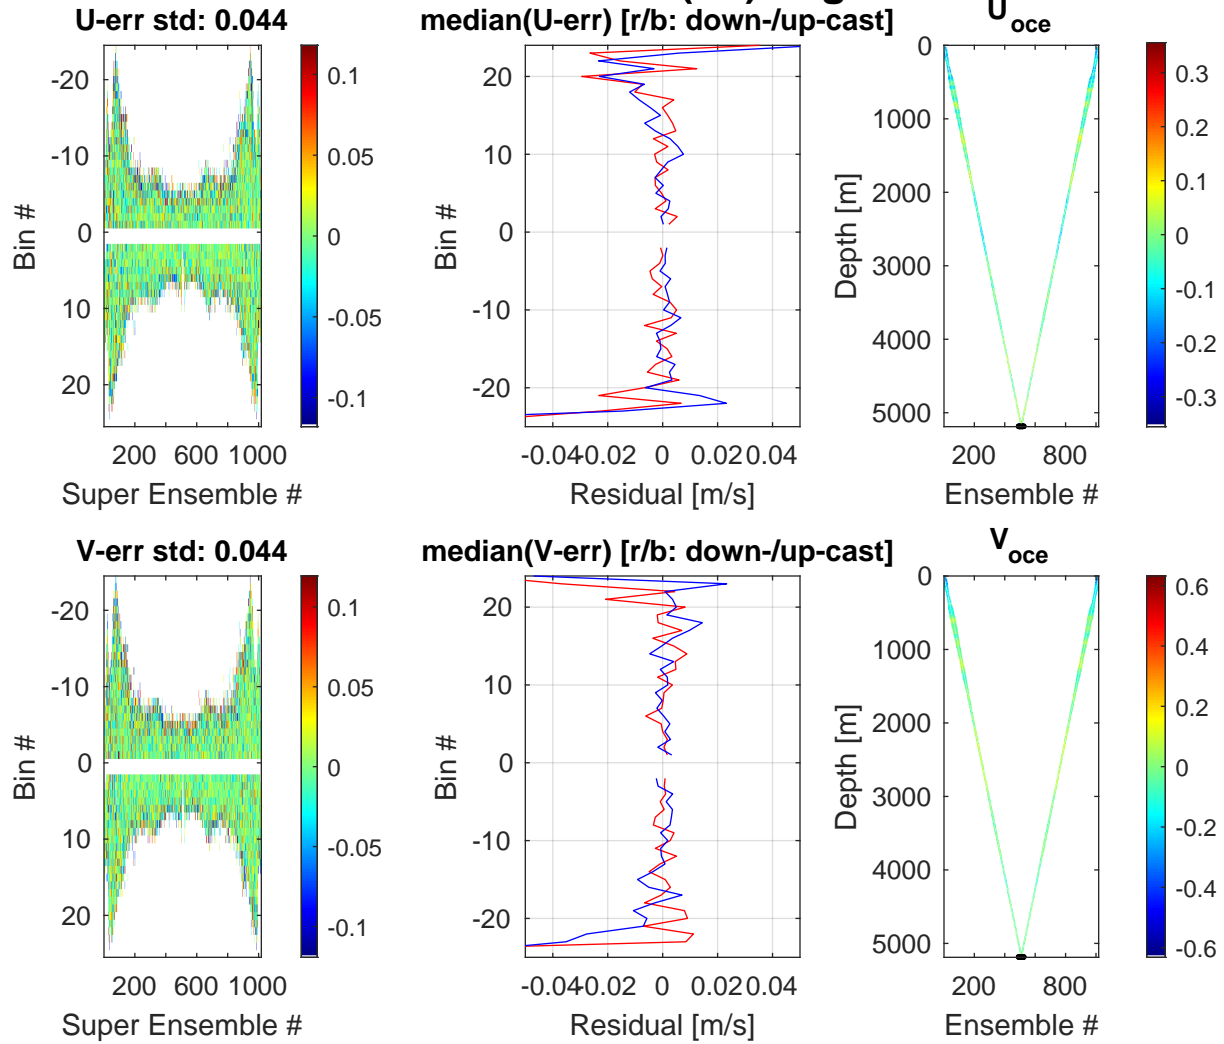 U-err std: 0.044
-20
-10
0
10
20
Bin #
200 600 1000
Super Ensemble #
0.1
0.05
0
-0.05
-0.1
median(U-err) [r/b: down-/up-cast]
20
10
0
-10
-20
Bin #
-0.04 -0.02 0 0.02 0.04
Residual [m/s]
U_oce
0
1000
2000
3000
4000
5000
Depth [m]
200 800
Ensemble #
0.3
0.2
0.1
0
-0.1
-0.2
-0.3
V-err std: 0.044
-20
-10
0
10
20
Bin #
200 600 1000
Super Ensemble #
0.1
0.05
0
-0.05
-0.1
median(V-err) [r/b: down-/up-cast]
20
10
0
-10
-20
Bin #
-0.04 -0.02 0 0.02 0.04
Residual [m/s]
V_oce
0
1000
2000
3000
4000
5000
Depth [m]
200 800
Ensemble #
0.6
0.4
0.2
0
-0.2
-0.4
-0.6